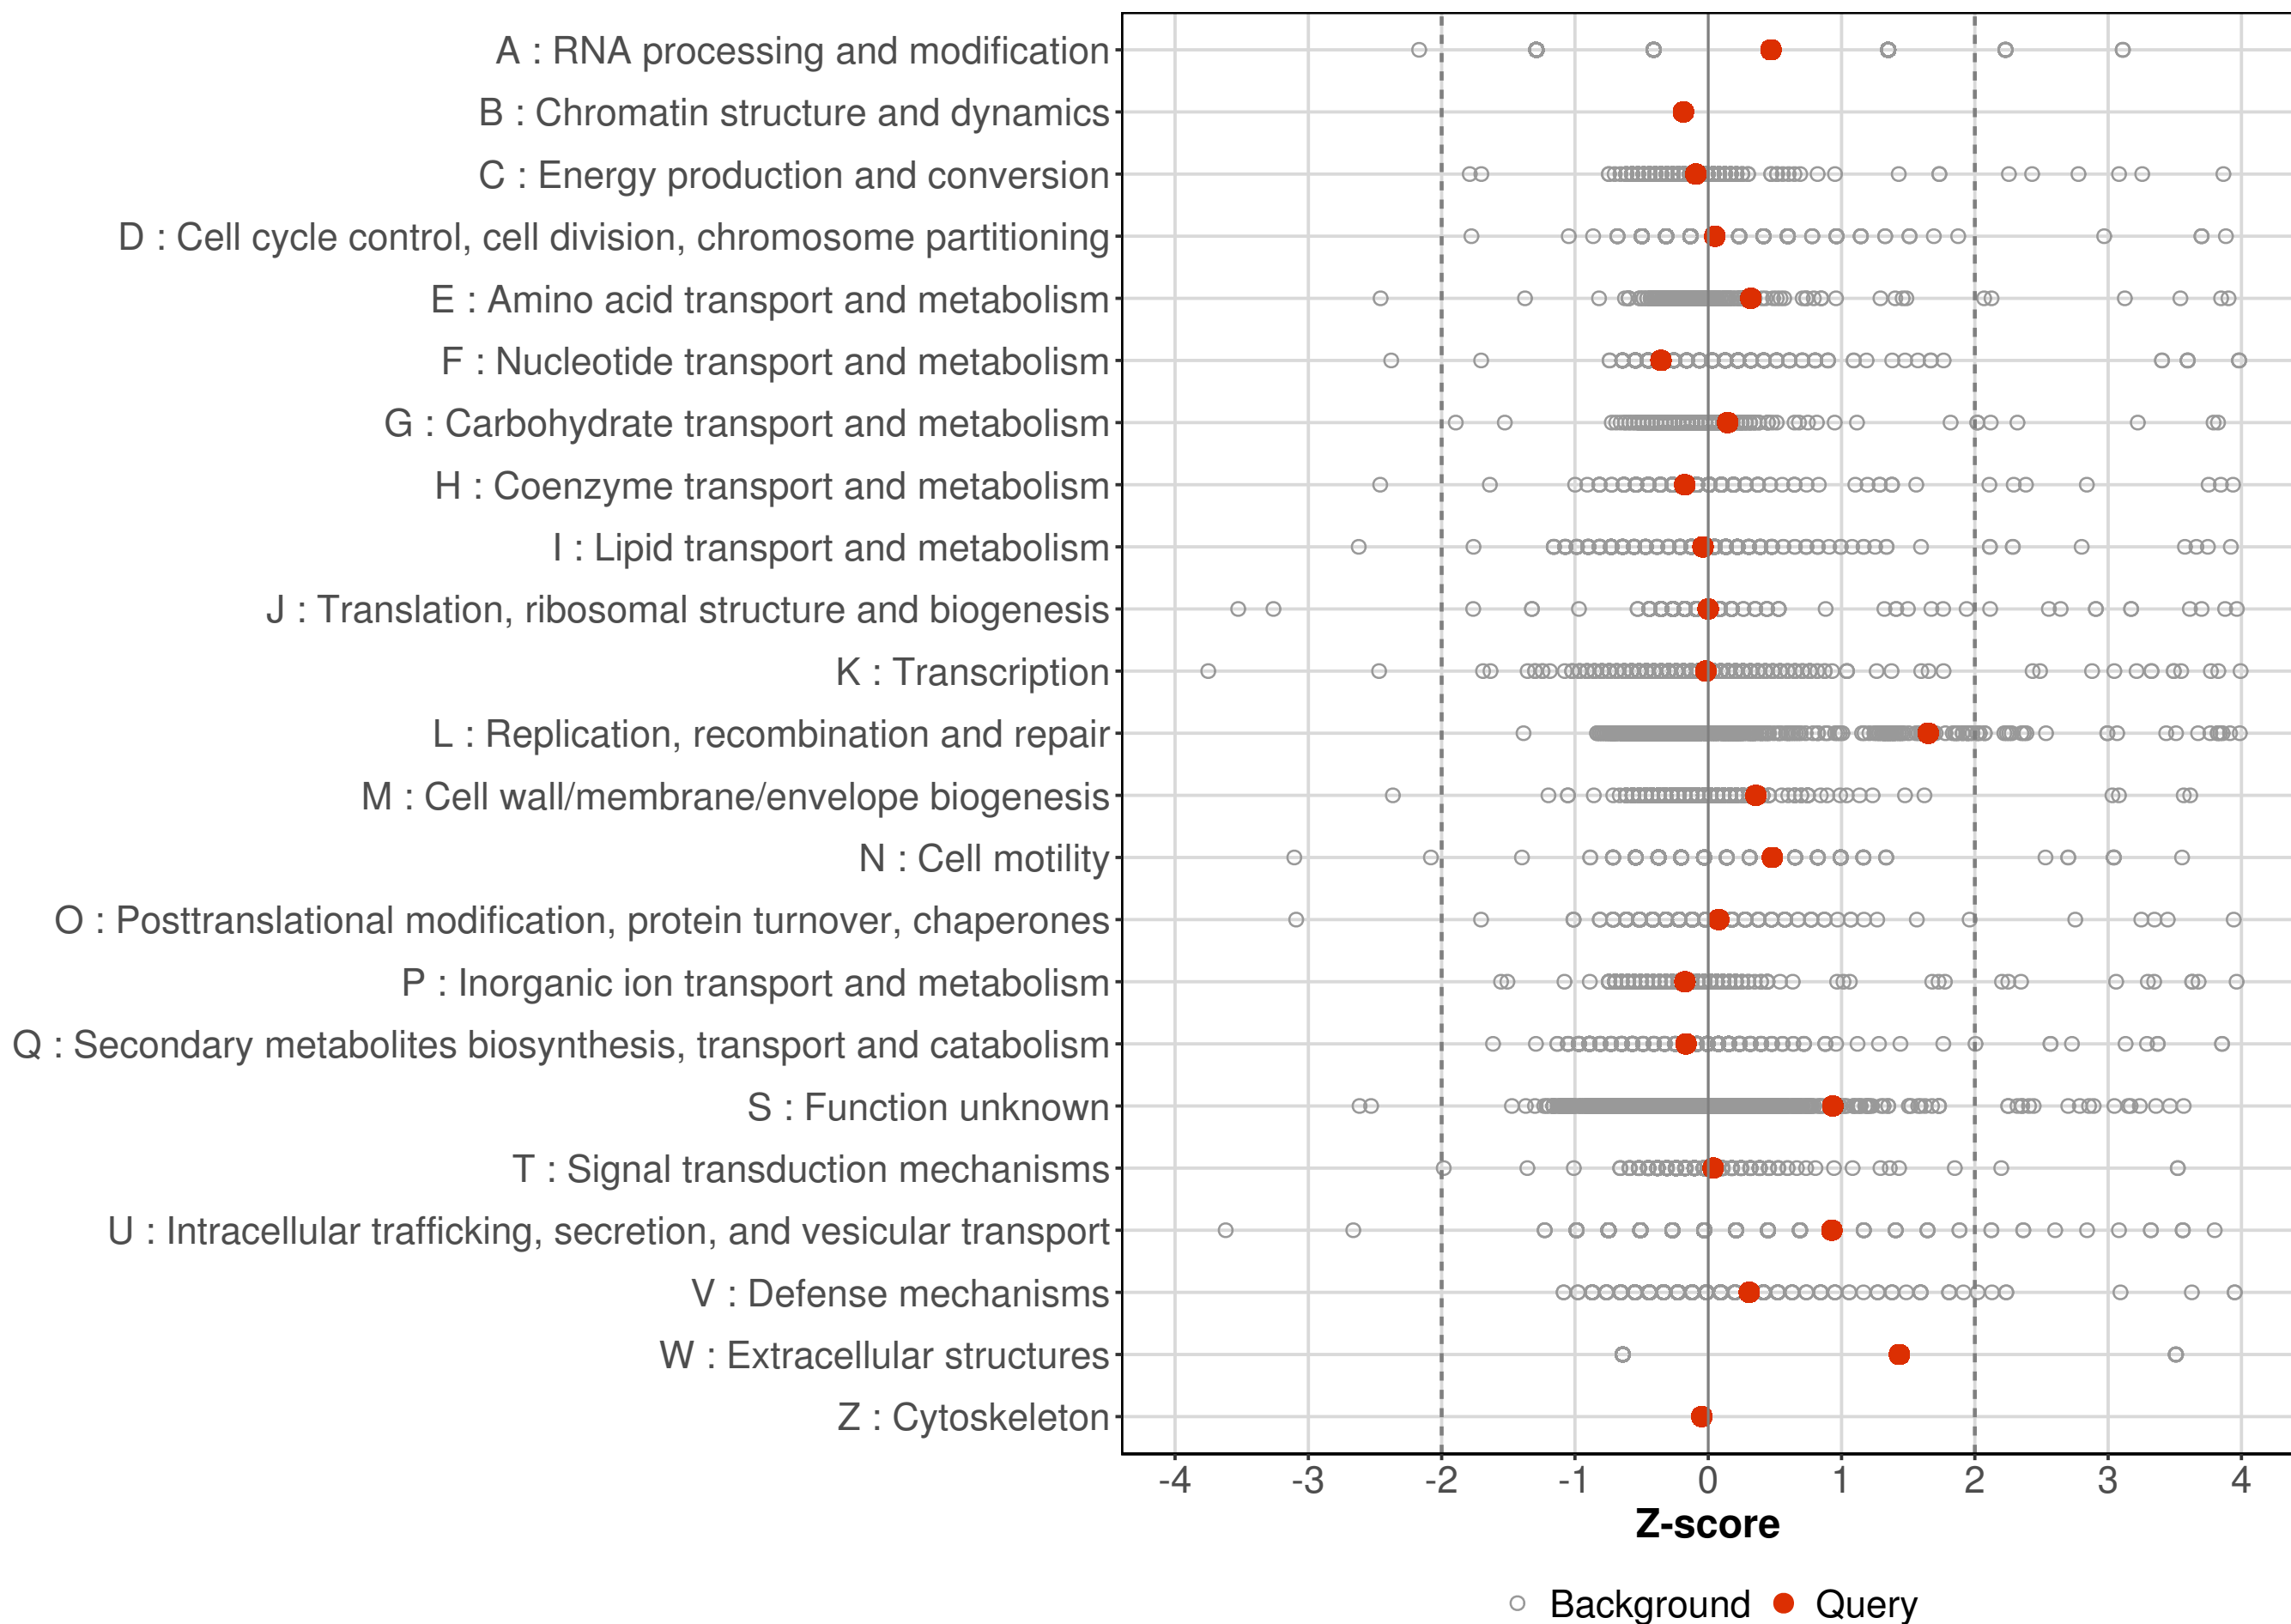 A : RNA processing and modification
B : Chromatin structure and dynamics
C : Energy production and conversion
D : Cell cycle control, cell division, chromosome partitioning
E : Amino acid transport and metabolism
F : Nucleotide transport and metabolism
G : Carbohydrate transport and metabolism
H : Coenzyme transport and metabolism
I : Lipid transport and metabolism
J : Translation, ribosomal structure and biogenesis
K : Transcription
L : Replication, recombination and repair
M : Cell wall/membrane/envelope biogenesis
N : Cell motility
O : Posttranslational modification, protein turnover, chaperones
P : Inorganic ion transport and metabolism
Q : Secondary metabolites biosynthesis, transport and catabolism
S : Function unknown
T : Signal transduction mechanisms
U : Intracellular trafficking, secretion, and vesicular transport
V : Defense mechanisms
W : Extracellular structures
Z : Cytoskeleton
-4 -3 -2 -1 0 1 2 3 4
Z-score
Background Query